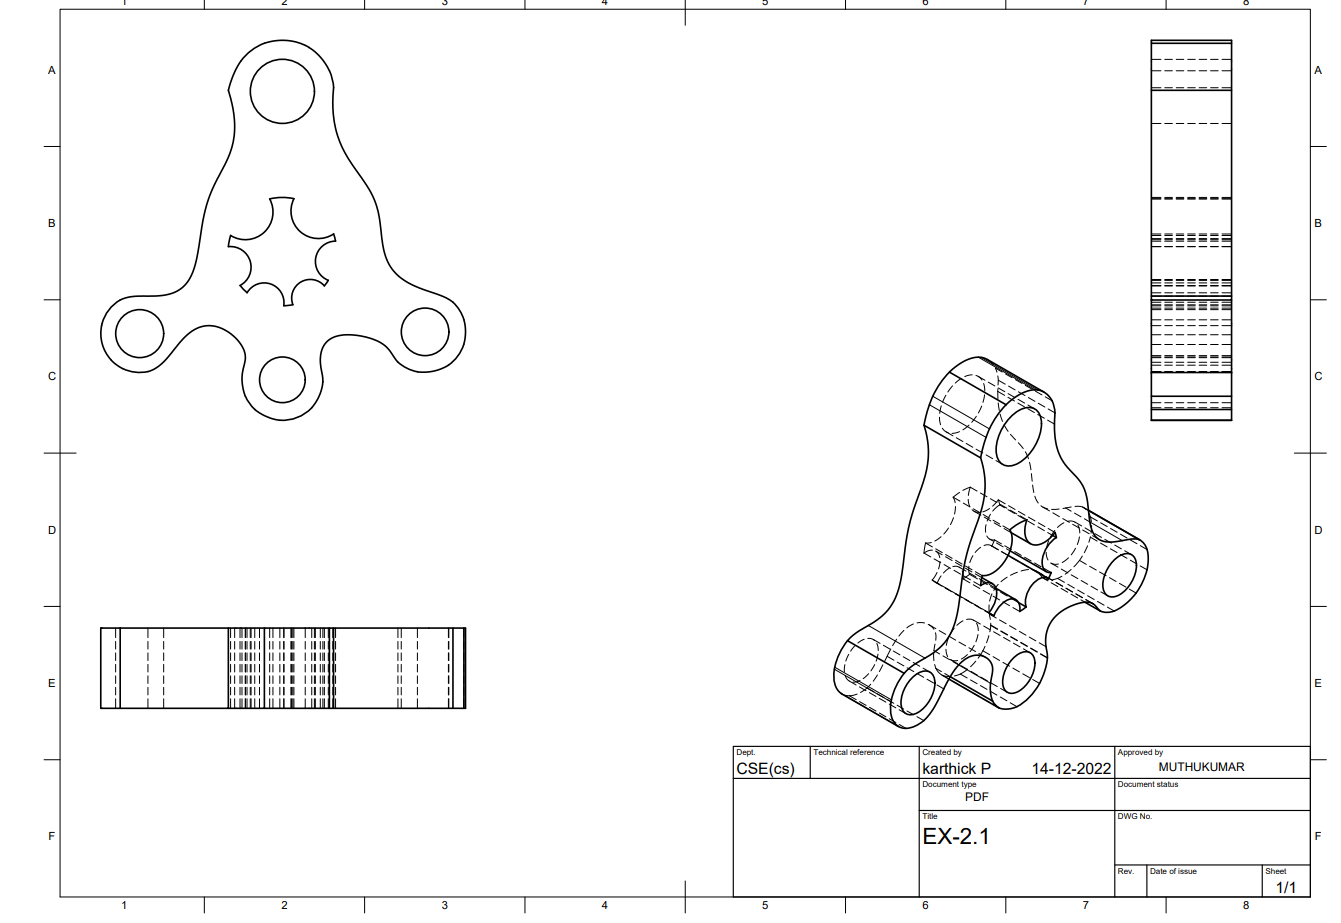 1 2 3 4 5 6 7 8
A A
B B
C C
D D
E E
F F
Dept. Technical reference Created by Approved by
CSE(cs) karthick P 14-12-2022 MUTHUKUMAR
Document type Document status
PDF
Title DWG No.
EX-2.1
Rev. Date of issue Sheet
1/1
1 2 3 4 5 6 7 8